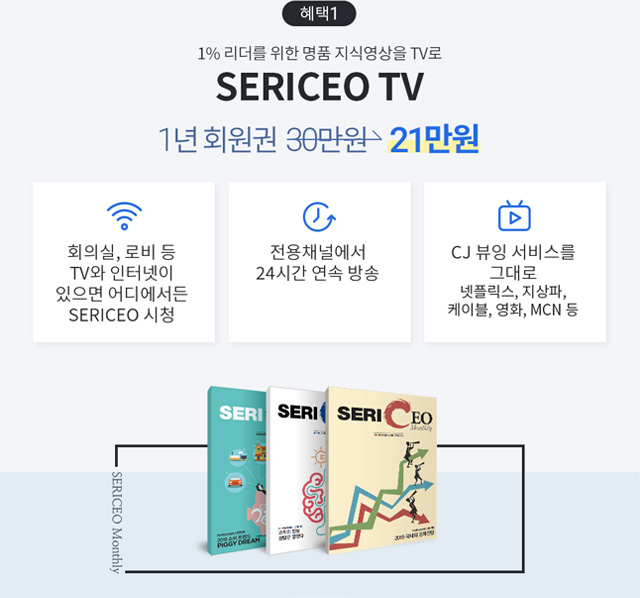 혜택1
1% 리더를 위한 명품 지식영상을 TV로
SERICEO TV
1년 회원권 30만원 21만원
회의실, 로비 등
TV와 인터넷이
있으면 어디에서든
SERICEO 시청
전용채널에서
24시간 연속 방송
CJ 뷰잉 서비스를
그대로
넷플릭스, 지상파,
케이블, 영화, MCN 등
SERI
SERI
SERICEO
Monthly
PIGGY DREAM
SERICEO Monthly